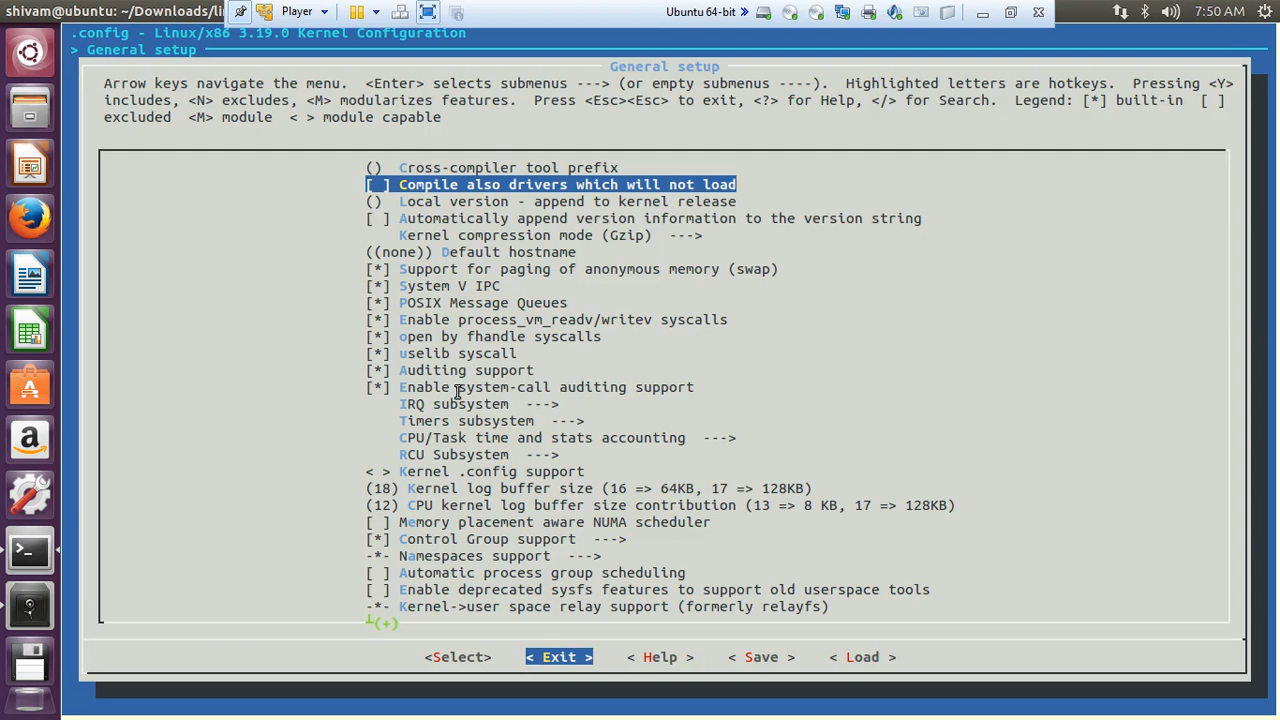 shivam@ubuntu: ~/Downloads/li
Player
Ubuntu 64-bit
7:50 AM
.config - Linux/x86 3.19.0 Kernel Configuration
> General setup
General setup
Arrow keys navigate the menu. <Enter> selects submenus ---> (or empty submenus ----). Highlighted letters are hotkeys. Pressing <Y>
includes, <N> excludes, <M> modularizes features. Press <Esc><Esc> to exit, <?> for Help, </> for Search. Legend: [*] built-in [ ]
excluded <M> module < > module capable
() Cross-compiler tool prefix
[ ] Compile also drivers which will not load
() Local version - append to kernel release
[ ] Automatically append version information to the version string
Kernel compression mode (Gzip) --->
((none)) Default hostname
[*] Support for paging of anonymous memory (swap)
[*] System V IPC
[*] POSIX Message Queues
[*] Enable process_vm_readv/writev syscalls
[*] open by fhandle syscalls
[*] uselib syscall
[*] Auditing support
[*] Enable system-call auditing support
IRQ subsystem --->
Timers subsystem --->
CPU/Task time and stats accounting --->
RCU Subsystem --->
< > Kernel .config support
(18) Kernel log buffer size (16 => 64KB, 17 => 128KB)
(12) CPU kernel log buffer size contribution (13 => 8 KB, 17 => 128KB)
[ ] Memory placement aware NUMA scheduler
[*] Control Group support --->
-*- Namespaces support --->
[ ] Automatic process group scheduling
[ ] Enable deprecated sysfs features to support old userspace tools
-*- Kernel->user space relay support (formerly relayfs)
┴(+)
<Select> < Exit > < Help > < Save > < Load >